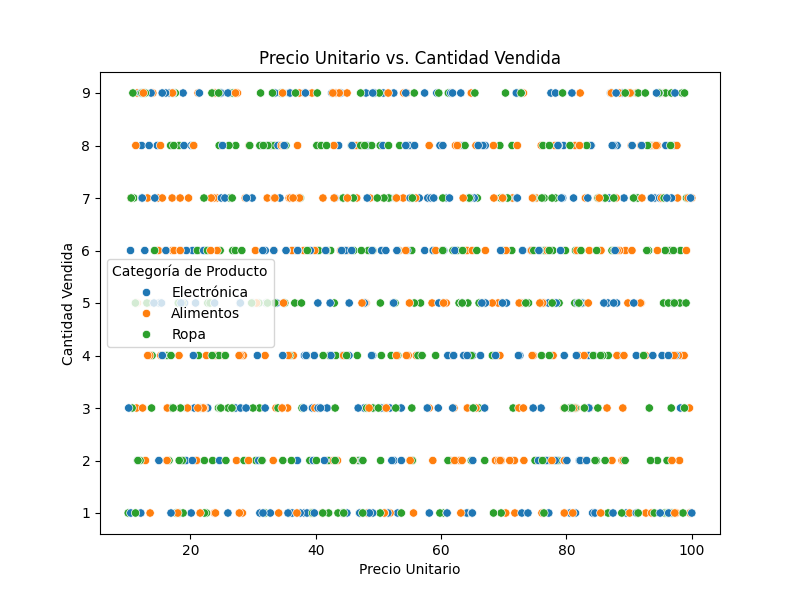 Precio Unitario vs. Cantidad Vendida
9
8
7
6
5
4
3
2
1
Cantidad Vendida
Categoría de Producto
Electrónica
Alimentos
Ropa
20 40 60 80 100
Precio Unitario